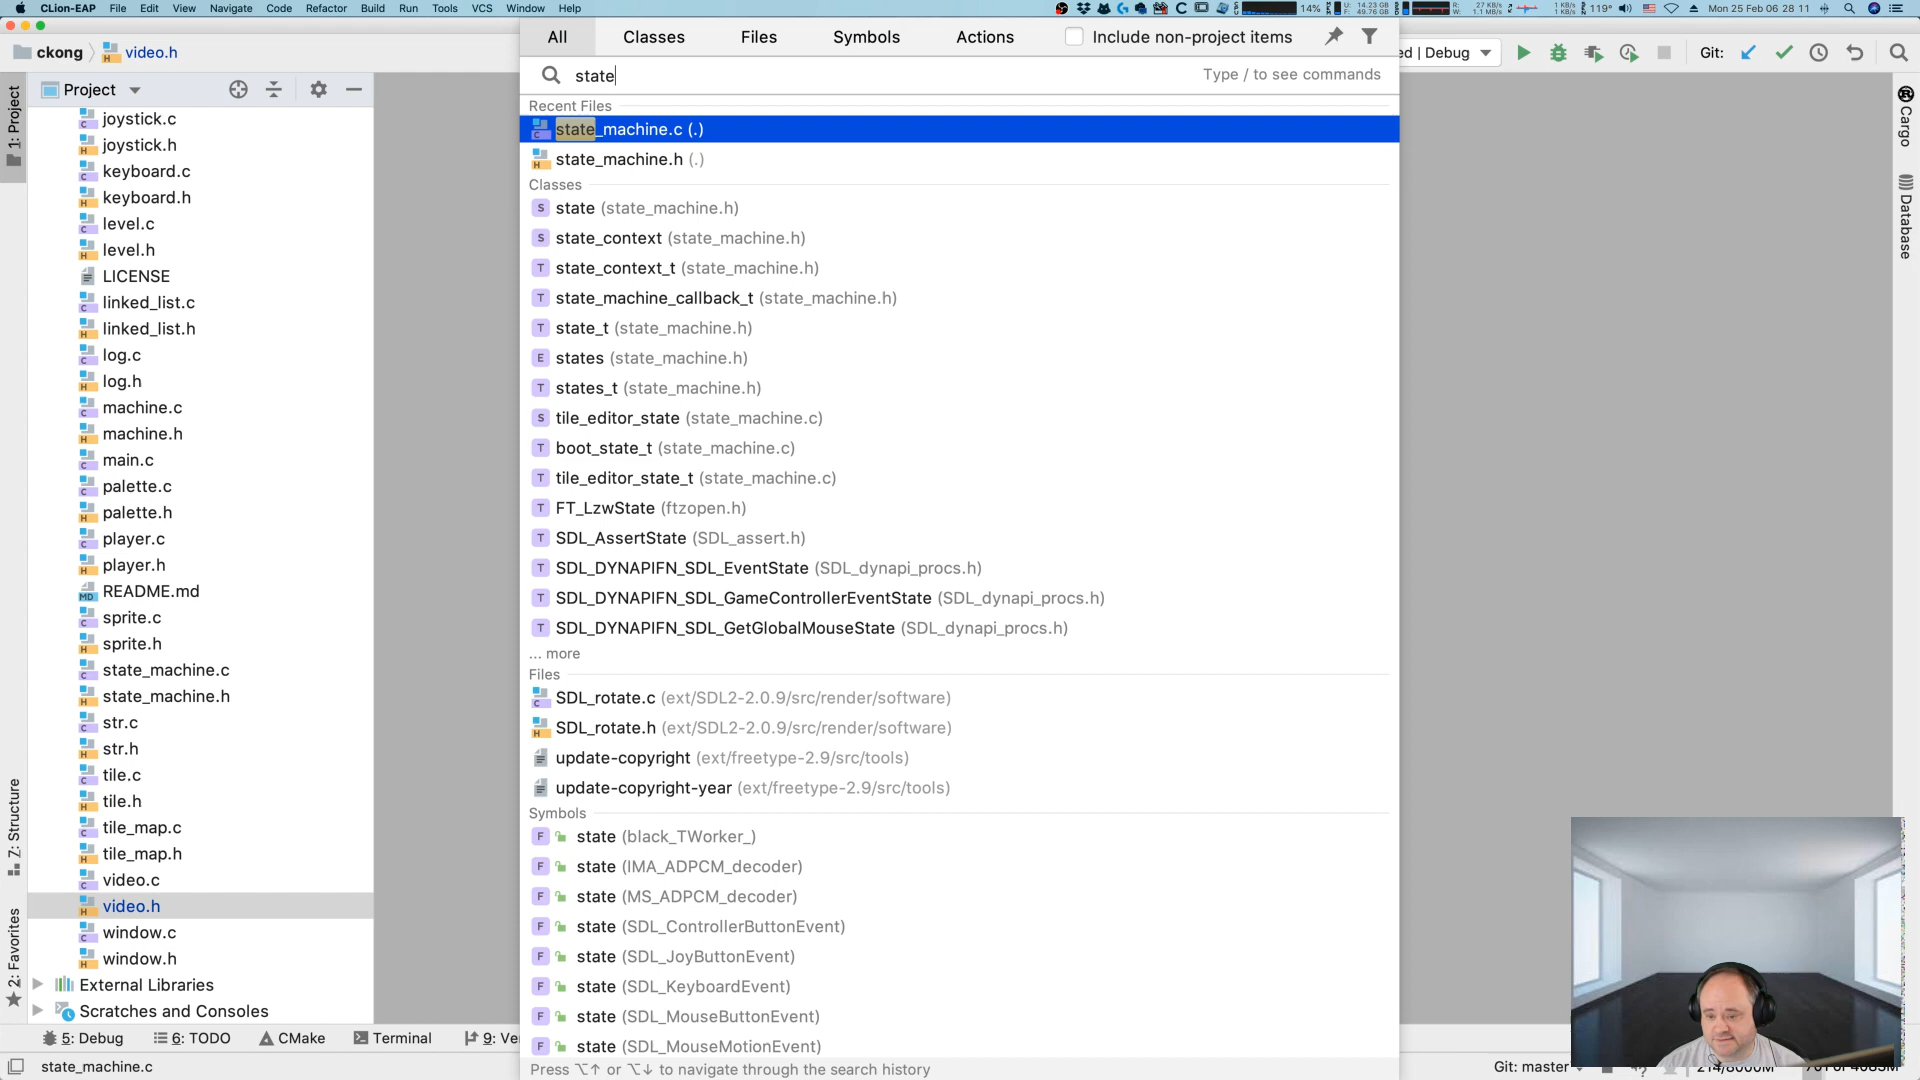 CLion-EAP File Edit View Navigate Code Refactor Build Run Tools VCS Window Help
14% 119° Mon 25 Feb 06 28 11
ckong video.h
All Classes Files Symbols Actions Include non-project items
ed | Debug Git:
state Type / to see commands
1: Project
Z: Structure
2: Favorites
Project
joystick.c
joystick.h
keyboard.c
keyboard.h
level.c
level.h
LICENSE
linked_list.c
linked_list.h
log.c
log.h
machine.c
machine.h
main.c
palette.c
palette.h
player.c
player.h
README.md
sprite.c
sprite.h
state_machine.c
state_machine.h
str.c
str.h
tile.c
tile.h
tile_map.c
tile_map.h
video.c
video.h
window.c
window.h
External Libraries
Scratches and Consoles
Recent Files
state_machine.c (.)
state_machine.h (.)
Classes
state (state_machine.h)
state_context (state_machine.h)
state_context_t (state_machine.h)
state_machine_callback_t (state_machine.h)
state_t (state_machine.h)
states (state_machine.h)
states_t (state_machine.h)
tile_editor_state (state_machine.c)
boot_state_t (state_machine.c)
tile_editor_state_t (state_machine.c)
FT_LzwState (ftzopen.h)
SDL_AssertState (SDL_assert.h)
SDL_DYNAPIFN_SDL_EventState (SDL_dynapi_procs.h)
SDL_DYNAPIFN_SDL_GameControllerEventState (SDL_dynapi_procs.h)
SDL_DYNAPIFN_SDL_GetGlobalMouseState (SDL_dynapi_procs.h)
... more
Files
SDL_rotate.c (ext/SDL2-2.0.9/src/render/software)
SDL_rotate.h (ext/SDL2-2.0.9/src/render/software)
update-copyright (ext/freetype-2.9/src/tools)
update-copyright-year (ext/freetype-2.9/src/tools)
Symbols
state (black_TWorker_)
state (IMA_ADPCM_decoder)
state (MS_ADPCM_decoder)
state (SDL_ControllerButtonEvent)
state (SDL_JoyButtonEvent)
state (SDL_KeyboardEvent)
state (SDL_MouseButtonEvent)
state (SDL_MouseMotionEvent)
Press ⌥↑ or ⌥↓ to navigate through the search history
Cargo
Database
5: Debug 6: TODO CMake Terminal 9: Ve
state_machine.c Git: master